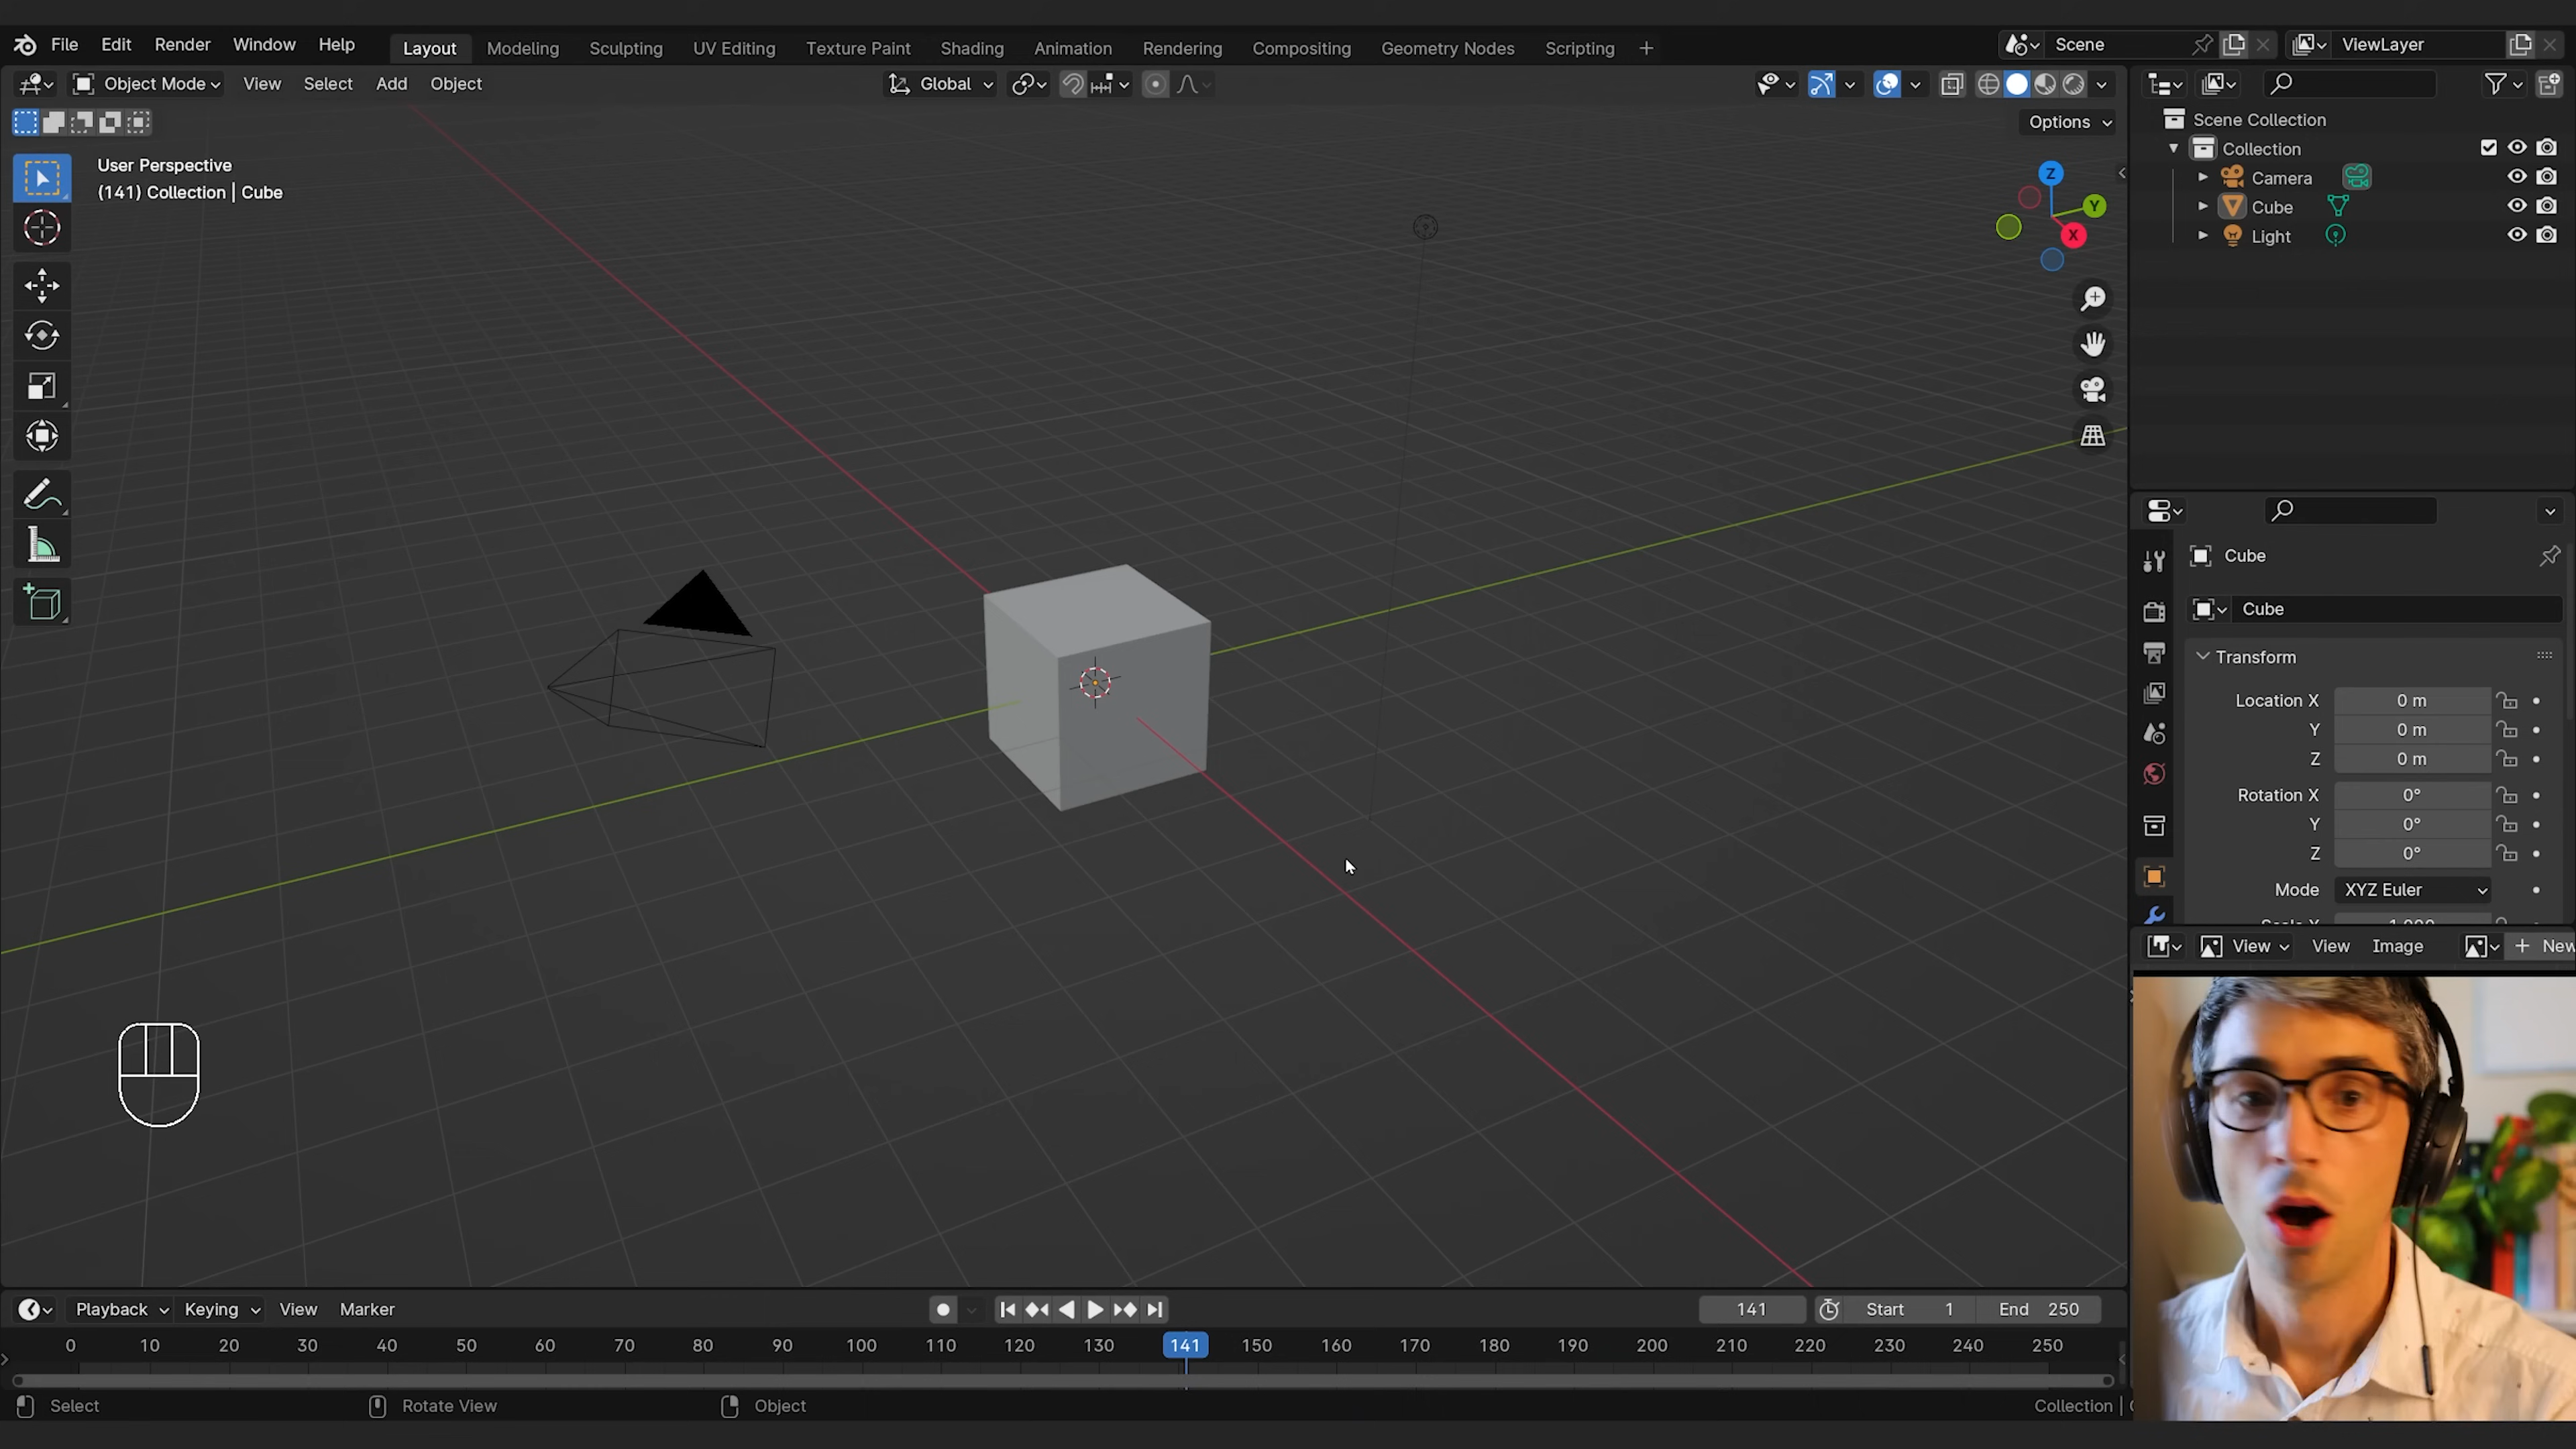 File Edit Render Window Help Layout Modeling Sculpting UV Editing Texture Paint Shading Animation Rendering Compositing Geometry Nodes Scripting + Scene ViewLayer
Object Mode View Select Add Object Global
Options
User Perspective
(141) Collection | Cube
Z
Y
X
Scene Collection
Collection
Camera
Cube
Light
Cube
Cube
Transform
Location X 0 m
Y 0 m
Z 0 m
Rotation X 0°
Y 0°
Z 0°
Mode XYZ Euler
View View Image + New
Playback Keying View Marker 141 Start 1 End 250
0 10 20 30 40 50 60 70 80 90 100 110 120 130 141 150 160 170 180 190 200 210 220 230 240 250
Select Rotate View Object Collection |